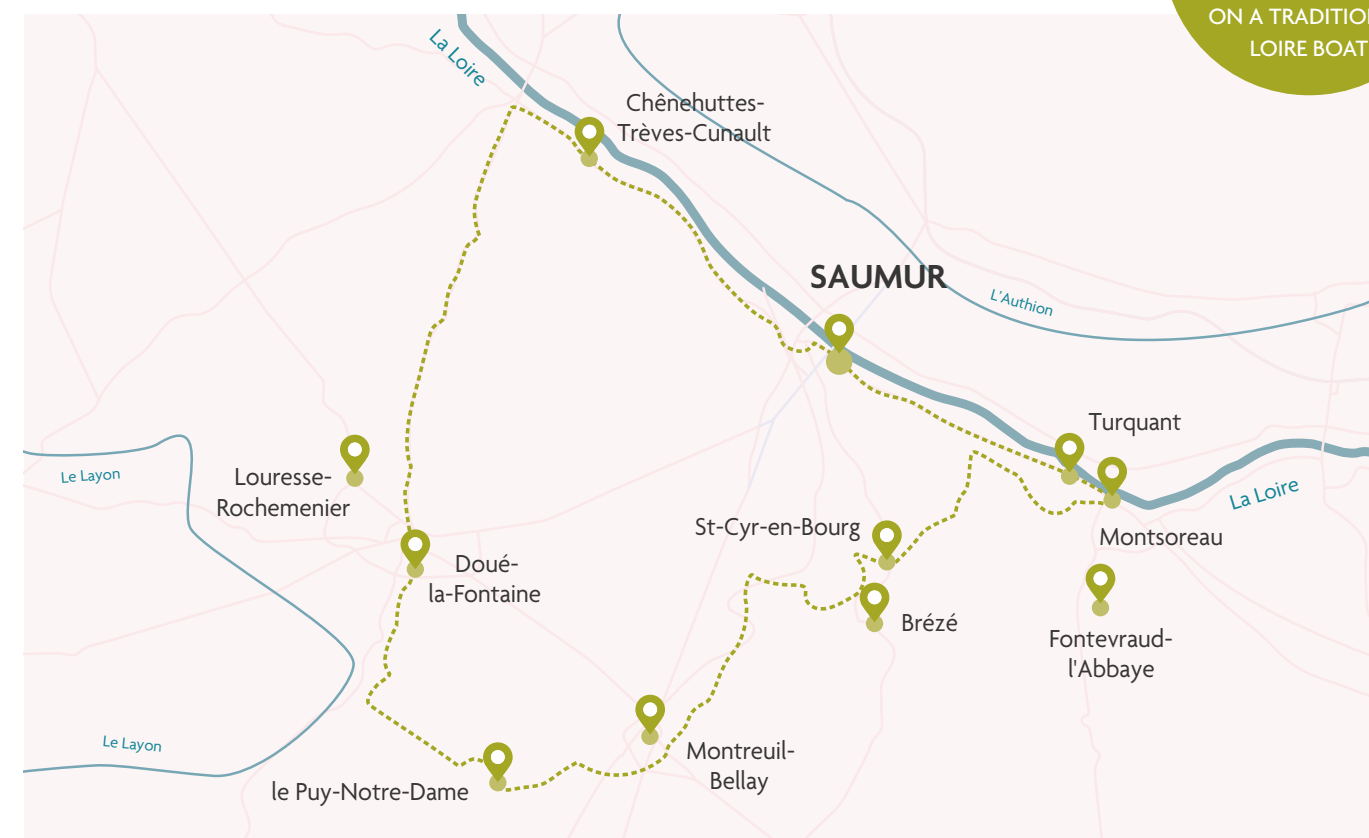 ON A TRADITIO
LOIRE BOAT
La Loire
Chênehuttes-
Trèves-Cunault
SAUMUR
L'Authion
Turquant
Le Layon
Louresse-
Rochemenier
La Loire
St-Cyr-en-Bourg
Montsoreau
Doué-
la-Fontaine
Brézé
Fontevraud-
l'Abbaye
Le Layon
Montreuil-
Bellay
le Puy-Notre-Dame